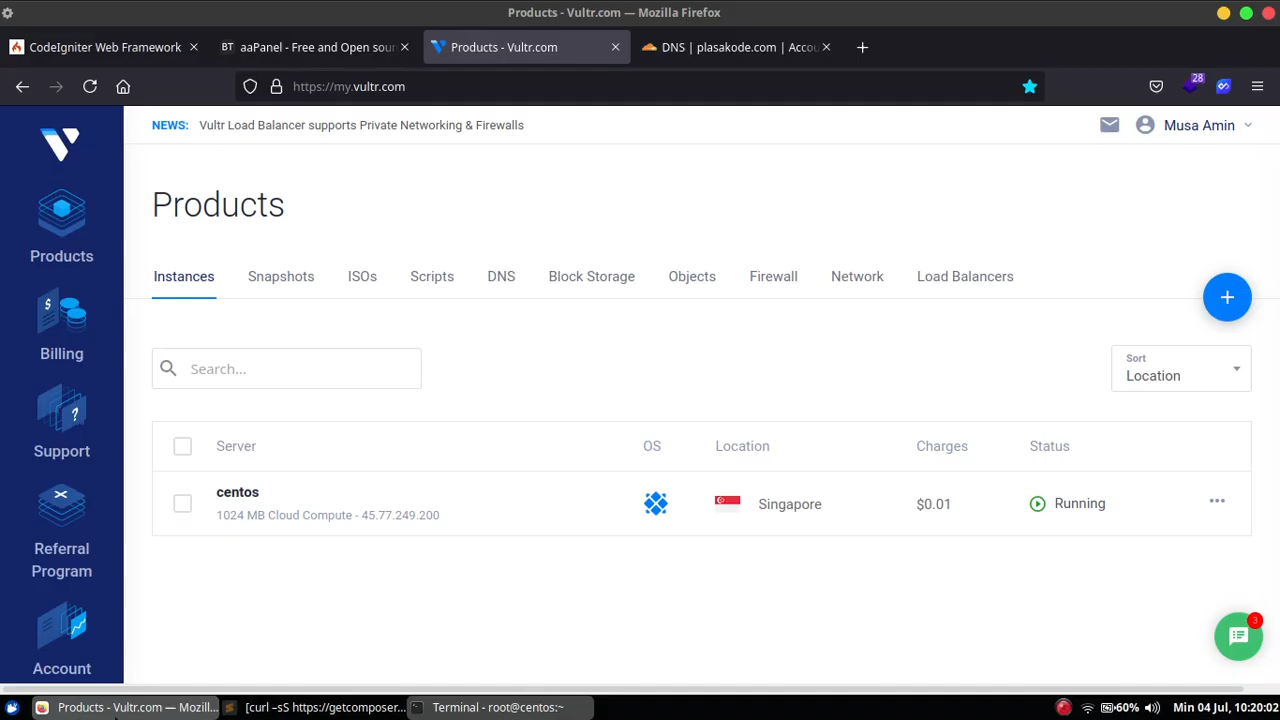 Products - Vultr.com — Mozilla Firefox
CodeIgniter Web Framework
BT aaPanel - Free and Open sour
Products - Vultr.com
DNS | plasakode.com | Accou
https://my.vultr.com
28
NEWS: Vultr Load Balancer supports Private Networking & Firewalls
Musa Amin
Products
Billing
Support
Referral
Program
Account
Products
Instances Snapshots ISOs Scripts DNS Block Storage Objects Firewall Network Load Balancers
+
Search...
Sort
Location
Server OS Location Charges Status
centos
1024 MB Cloud Compute - 45.77.249.200
Singapore $0.01 Running
3
Products - Vultr.com — Mozill...
[curl –sS https://getcomposer...
Terminal - root@centos:~
60%
Min 04 Jul, 10:20:02